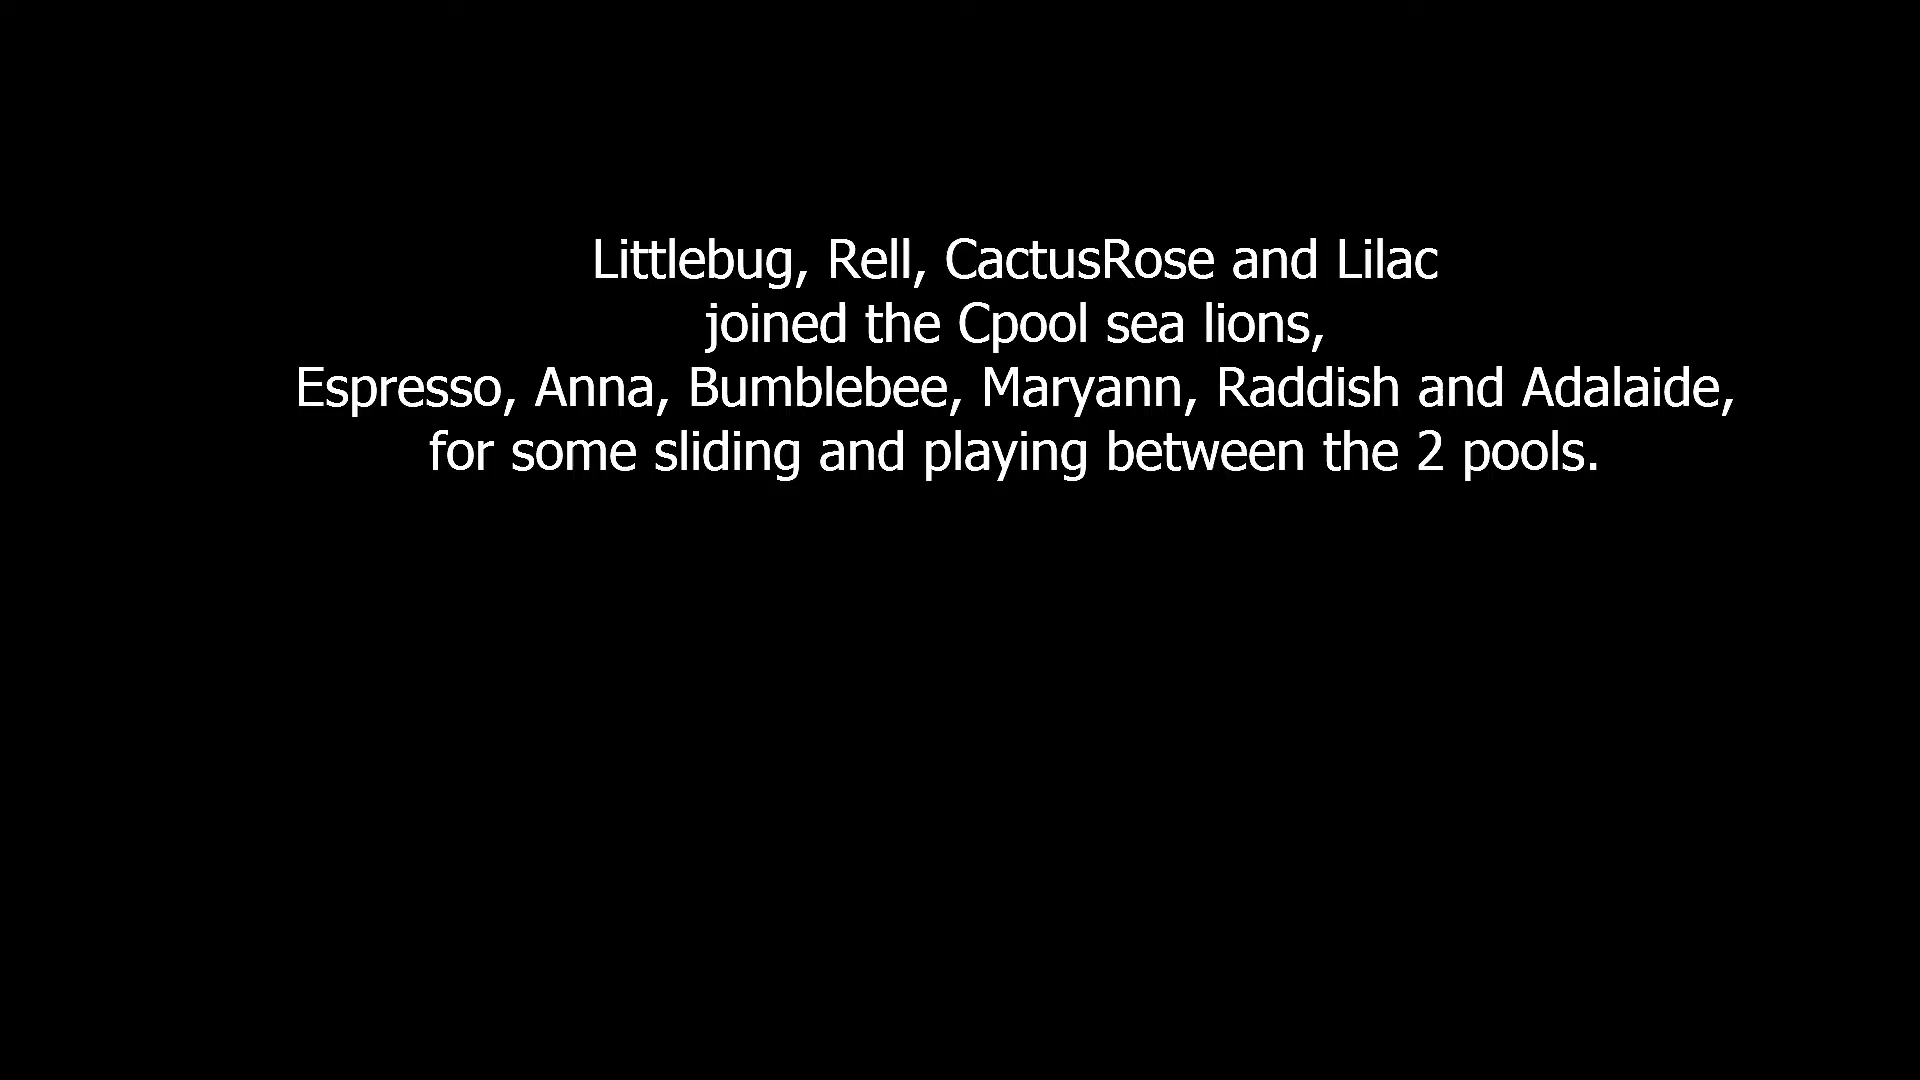 Littlebug, Rell, CactusRose and Lilac
joined the Cpool sea lions,
Espresso, Anna, Bumblebee, Maryann, Raddish and Adalaide,
for some sliding and playing between the 2 pools.